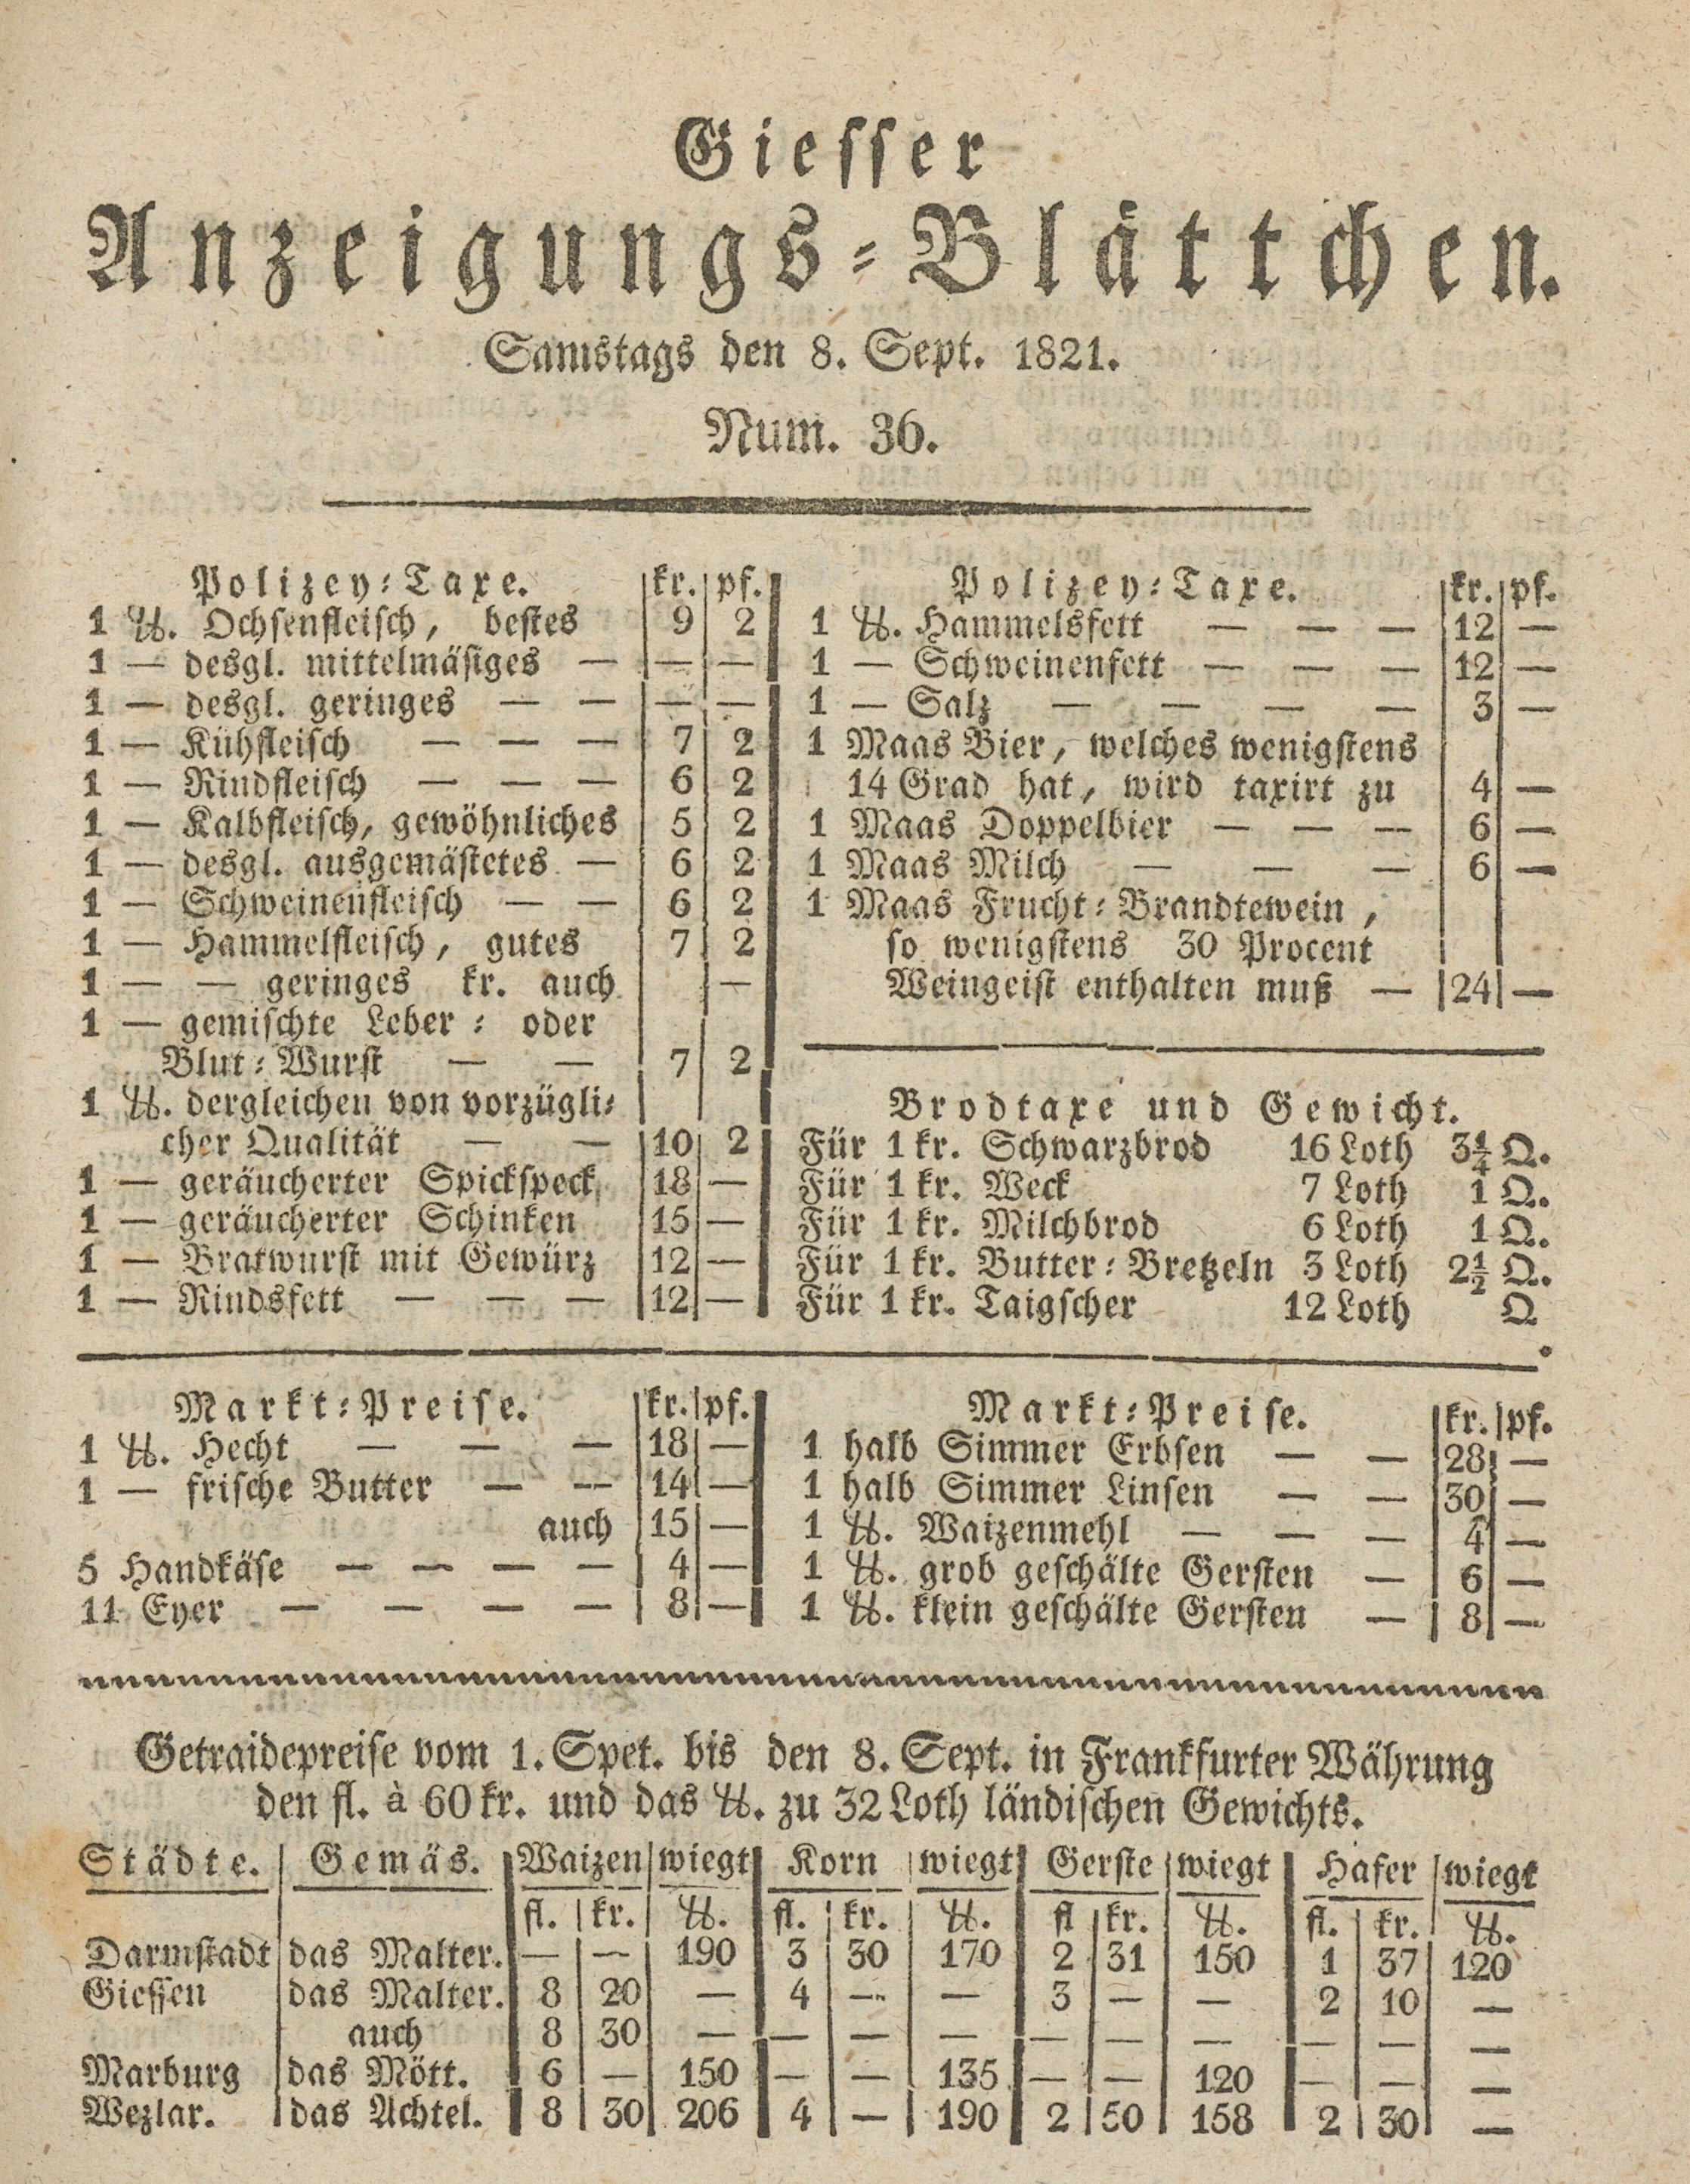 Giesser
Anzeigungs-Blättchen.
Samstags den 8. Sept. 1821.
Num. 36.
Polizey-Taxe. kr. pf.
1 ℔. Ochsenfleisch, bestes 9 2
1 — desgl. mittelmäsiges — — —
1 — desgl. geringes — — — —
1 — Kühfleisch — — — 7 2
1 — Rindfleisch — — — 6 2
1 — Kalbfleisch, gewöhnliches 5 2
1 — desgl. ausgemästetes — 6 2
1 — Schweinenfleisch — — 6 2
1 — Hammelfleisch, gutes 7 2
1 — — geringes kr. auch —
1 — gemischte Leber- oder
Blut-Wurst — — 7 2
1 ℔. dergleichen von vorzügli-
cher Qualität — — 10 2
1 — geräucherter Spickspeck 18 —
1 — geräucherter Schinken 15 —
1 — Bratwurst mit Gewürz 12 —
1 — Rindsfett — — — 12 —
Polizey-Taxe. kr. pf.
1 ℔. Hammelsfett — — — 12 —
1 — Schweinenfett — — — 12 —
1 — Salz — — — — 3 —
1 Maas Bier, welches wenigstens
14 Grad hat, wird taxirt zu 4 —
1 Maas Doppelbier — — — 6 —
1 Maas Milch — — — 6 —
1 Maas Frucht-Brandtewein,
so wenigstens 30 Procent
Weingeist enthalten muß — 24 —
Brodtaxe und Gewicht.
Für 1 kr. Schwarzbrod 16 Loth 3¼ Q.
Für 1 kr. Weck 7 Loth 1 Q.
Für 1 kr. Milchbrod 6 Loth 1 Q.
Für 1 kr. Butter-Bretzeln 3 Loth 2½ Q.
Für 1 kr. Taigscher 12 Loth Q.
Markt-Preise. kr. pf.
1 ℔. Hecht — — — 18 —
1 — frische Butter — — 14 —
auch 15 —
5 Handkäse — — — — 4 —
11 Eyer — — — — 8 —
Markt-Preise. kr. pf.
1 halb Simmer Erbsen — — 28 —
1 halb Simmer Linsen — — 30 —
1 ℔. Waizenmehl — — — 4 —
1 ℔. grob geschälte Gersten — 6 —
1 ℔. klein geschälte Gersten — 8 —
Getraidepreise vom 1. Spet. bis den 8. Sept. in Frankfurter Währung
den fl. à 60 kr. und das ℔. zu 32 Loth ländischen Gewichts.
Städte. Gemäs. Waizen wiegt Korn wiegt Gerste wiegt Hafer wiegt
fl. kr. ℔. fl. kr. ℔. fl kr. ℔. fl. kr. ℔.
Darmstadt das Malter. — — 190 3 30 170 2 31 150 1 37 120
Giessen das Malter. 8 20 — 4 — — 3 — — 2 10 —
auch 8 30 — — — — — — — — — —
Marburg das Mött. 6 — 150 — — 135 — — 120 — — —
Wezlar. das Achtel. 8 30 206 4 — 190 2 50 158 2 30 —